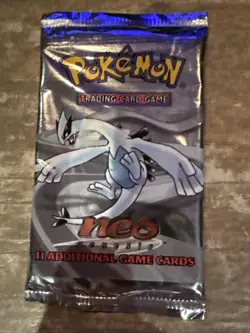 POKéMON
TRADING CARD GAME
neo
11 ADDITIONAL GAME CARDS